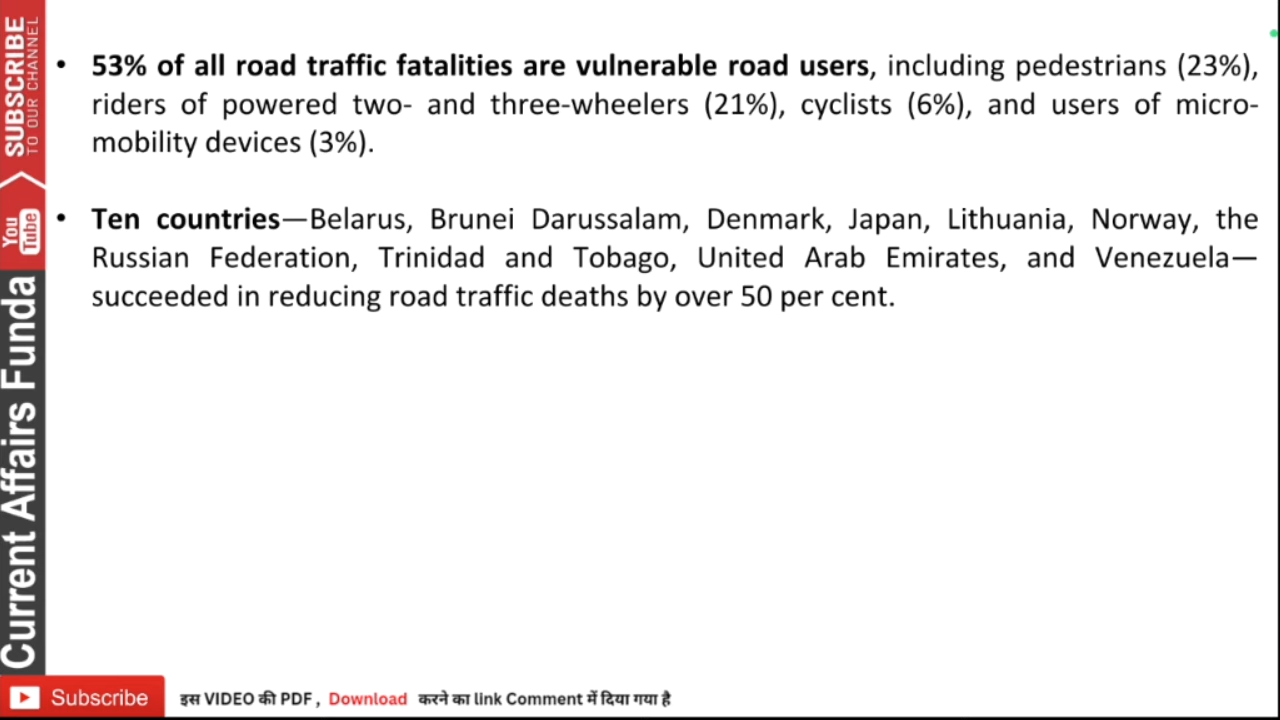 • 53% of all road traffic fatalities are vulnerable road users, including pedestrians (23%),
riders of powered two- and three-wheelers (21%), cyclists (6%), and users of micro-
mobility devices (3%).
• Ten countries—Belarus, Brunei Darussalam, Denmark, Japan, Lithuania, Norway, the
Russian Federation, Trinidad and Tobago, United Arab Emirates, and Venezuela—
succeeded in reducing road traffic deaths by over 50 per cent.
SUBSCRIBE
TO OUR CHANNEL
You
Tube
Current Affairs Funda
Subscribe
इस VIDEO की PDF , Download करने का link Comment में दिया गया है